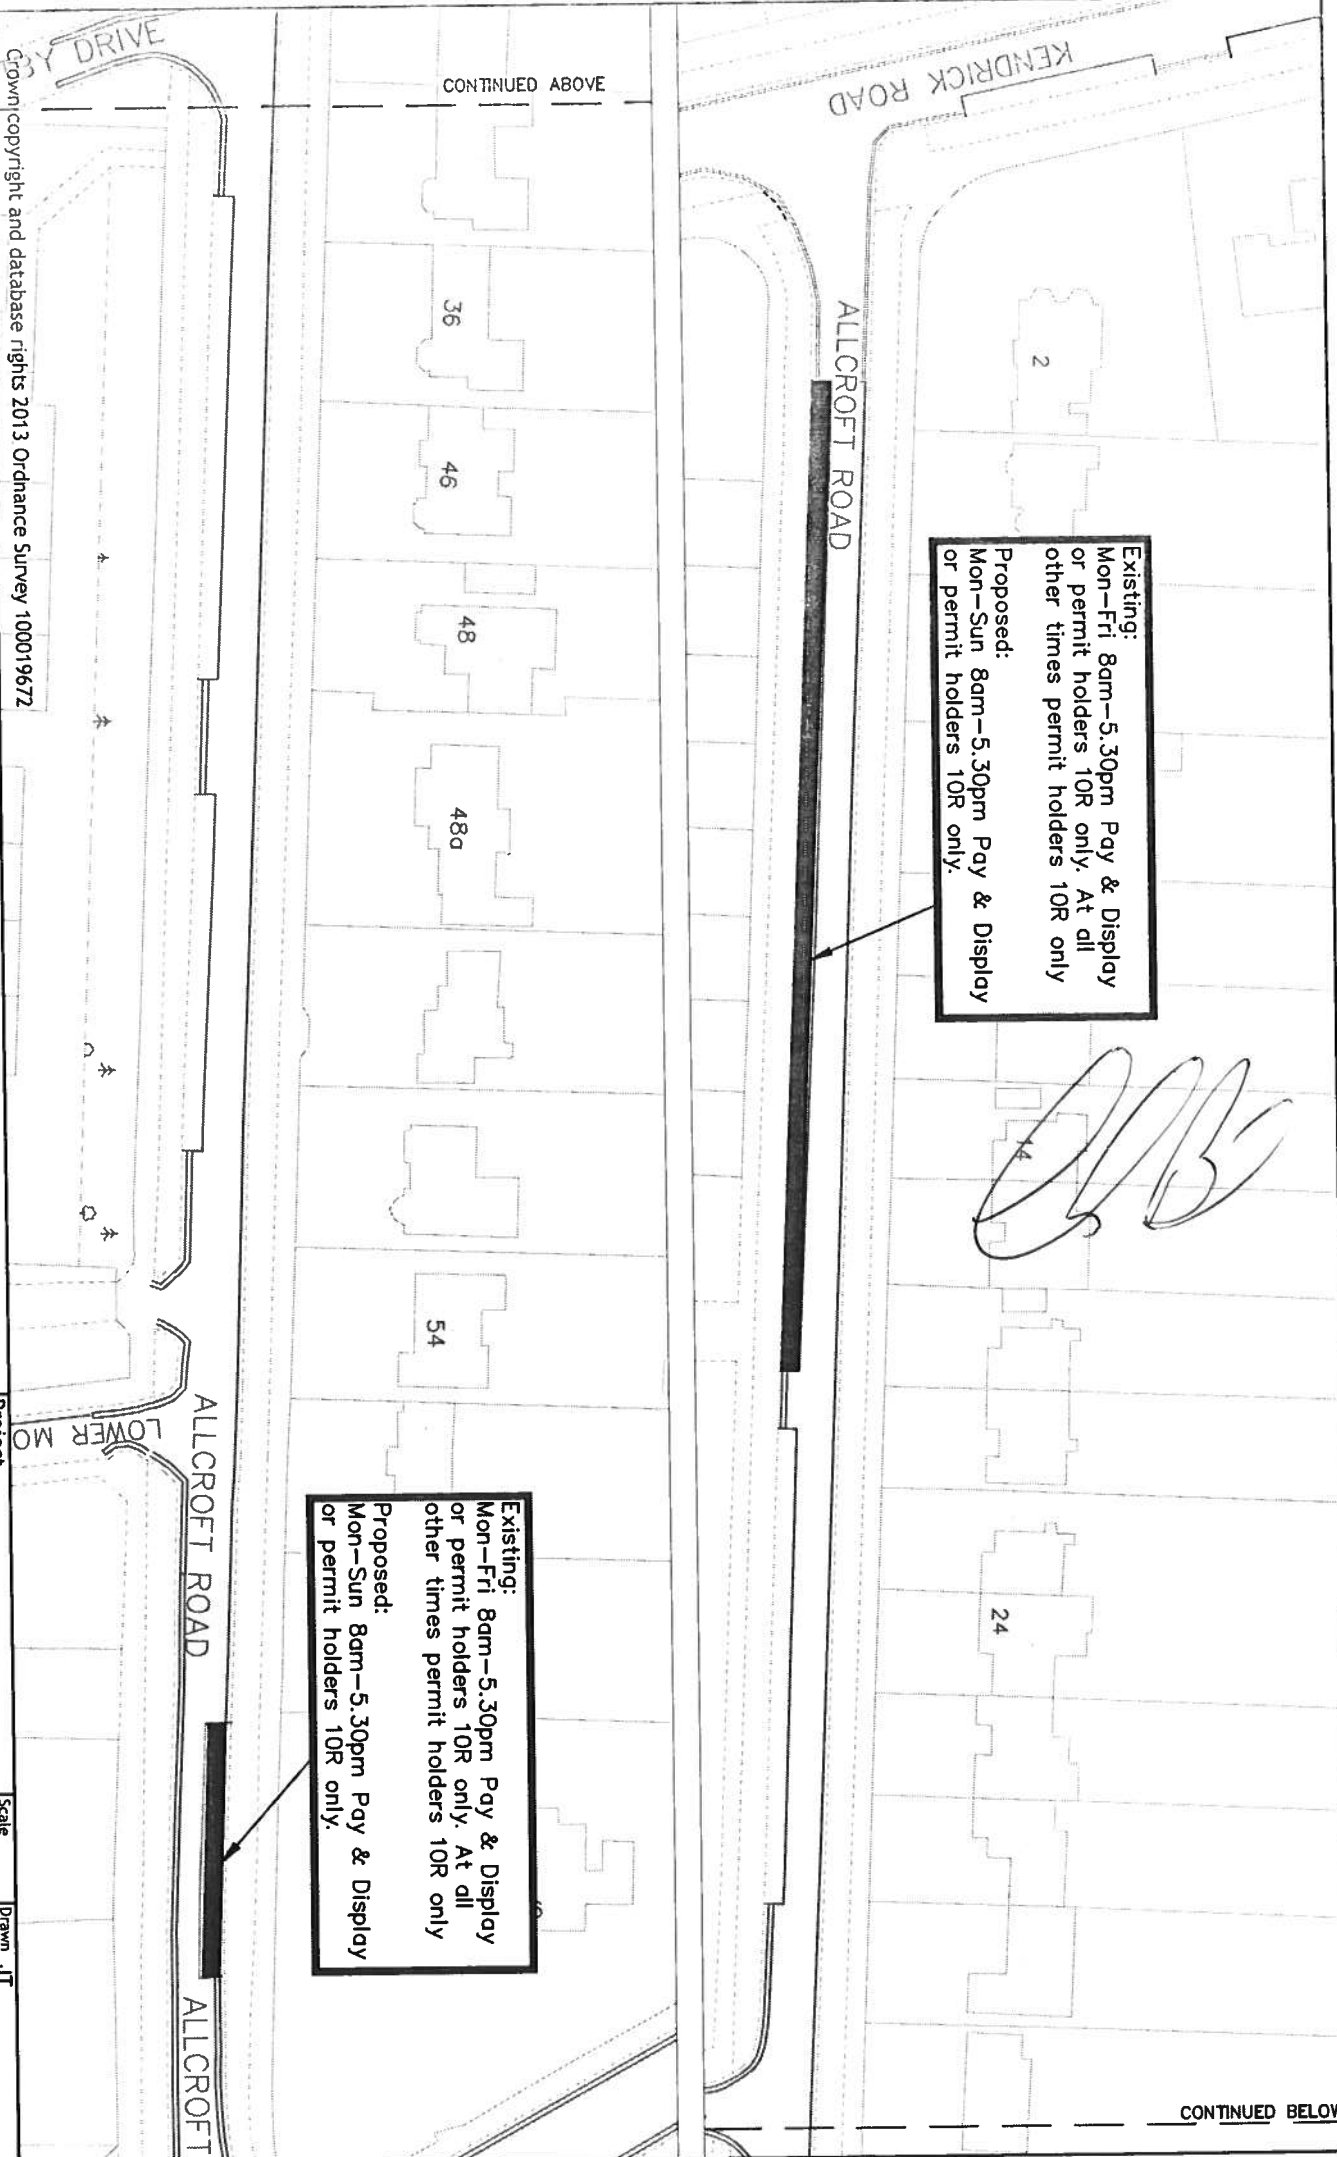 KENDRICK ROAD
2
ALLCROFT ROAD
Existing:
Mon-Fri 8am-5.30pm Pay & Display
or permit holders 10R only. At all
other times permit holders 10R only
Proposed:
Mon-Sun 8am-5.30pm Pay & Display
or permit holders 10R only.
14
24
CONTINUED BELOW
CONTINUED ABOVE
36
46
48
48a
54
Existing:
Mon-Fri 8am-5.30pm Pay & Display
or permit holders 10R only. At all
other times permit holders 10R only
Proposed:
Mon-Sun 8am-5.30pm Pay & Display
or permit holders 10R only.
BY DRIVE
ALLCROFT ROAD
LOWER MO
ALLCROFT
Crown copyright and database rights 2013 Ordnance Survey 100019672
Project
Scale
Drawn JT